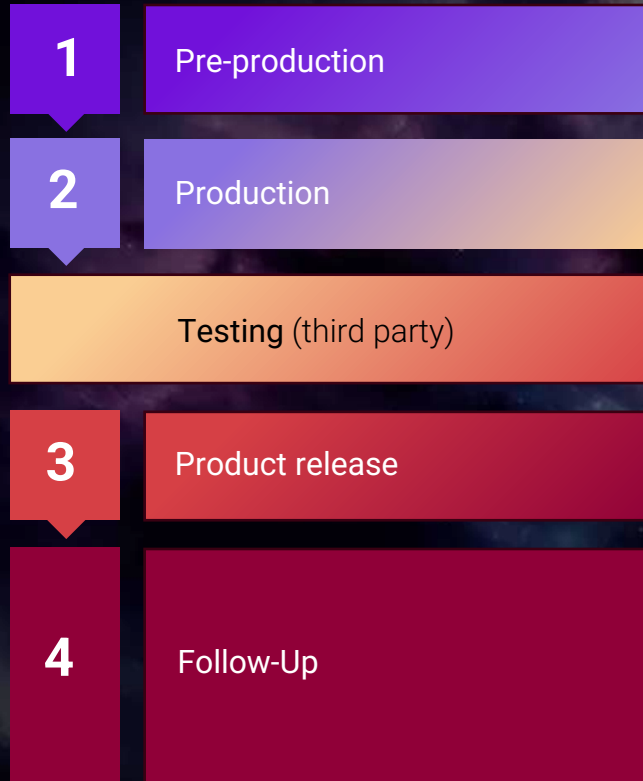 1
Pre-production
2
Production
Testing (third party)
3
Product release
4
Follow-Up